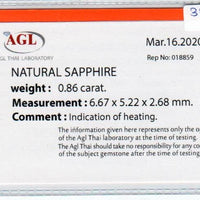 AGL
AGL THAI LABORATORY
Mar.16.2020
Rep No: 018859
NATURAL SAPPHIRE
weight : 0.86 carat.
Measurement : 6.67 x 5.22 x 2.68 mm.
Comment : Indication of heating.
The information given here represents only the o
of the Agl Thai Laboratory at the time of testing.
The Agl Thai should take no responsibility for any co
of the subject gemstone after the time of testing.